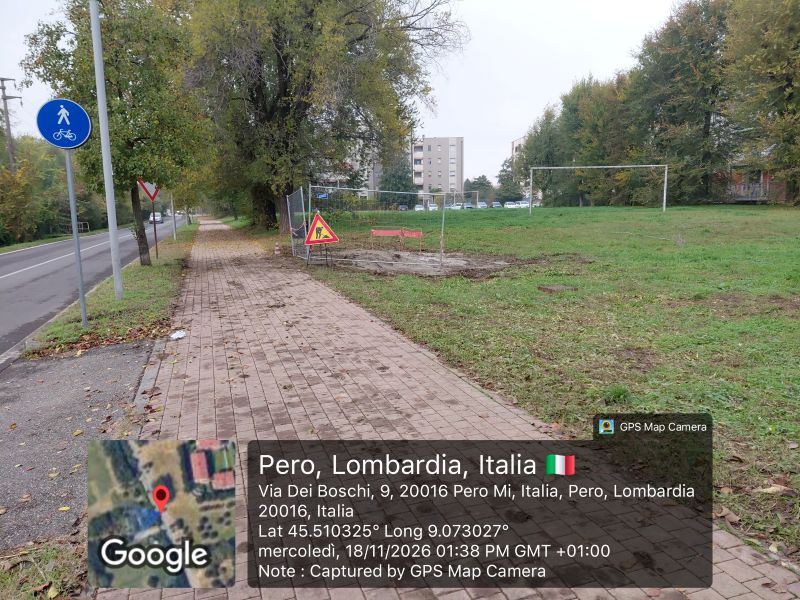 GPS Map Camera
Pero, Lombardia, Italia 🇮🇹
Via Dei Boschi, 9, 20016 Pero Mi, Italia, Pero, Lombardia
20016, Italia
Lat 45.510325° Long 9.073027°
mercoledì, 18/11/2026 01:38 PM GMT +01:00
Note : Captured by GPS Map Camera
Google